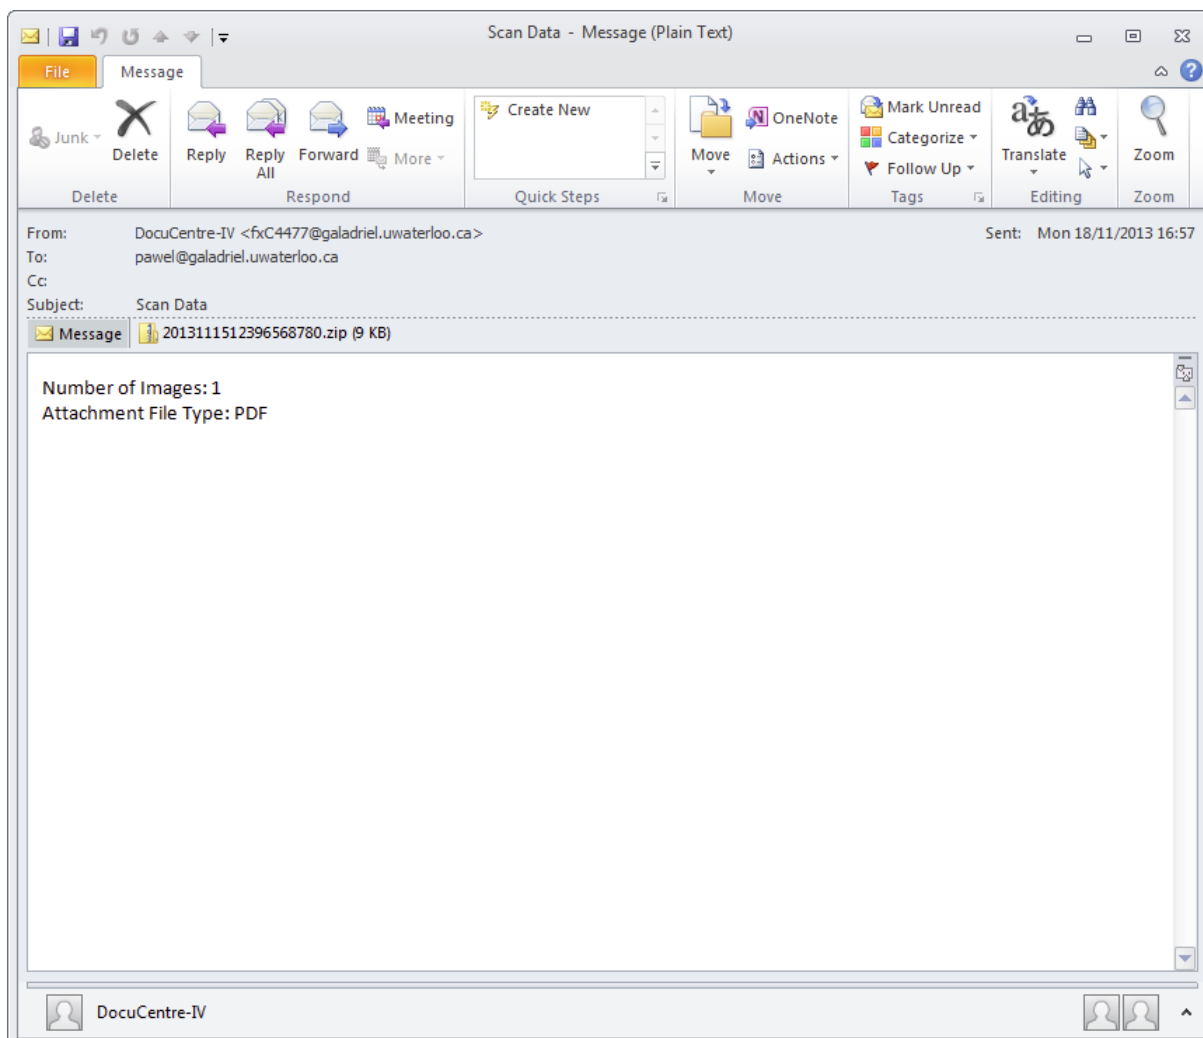 Scan Data - Message (Plain Text)
File Message
Junk
Delete
Reply
Reply All
Forward
Meeting
More
Create New
Move
OneNote
Actions
Mark Unread
Categorize
Follow Up
Translate
Zoom
Delete Respond Quick Steps Move Tags Editing Zoom
From: DocuCentre-IV <fxC4477@galadriel.uwaterloo.ca> Sent: Mon 18/11/2013 16:57
To: pawel@galadriel.uwaterloo.ca
Cc:
Subject: Scan Data
Message 2013111512396568780.zip (9 KB)
Number of Images: 1
Attachment File Type: PDF
DocuCentre-IV